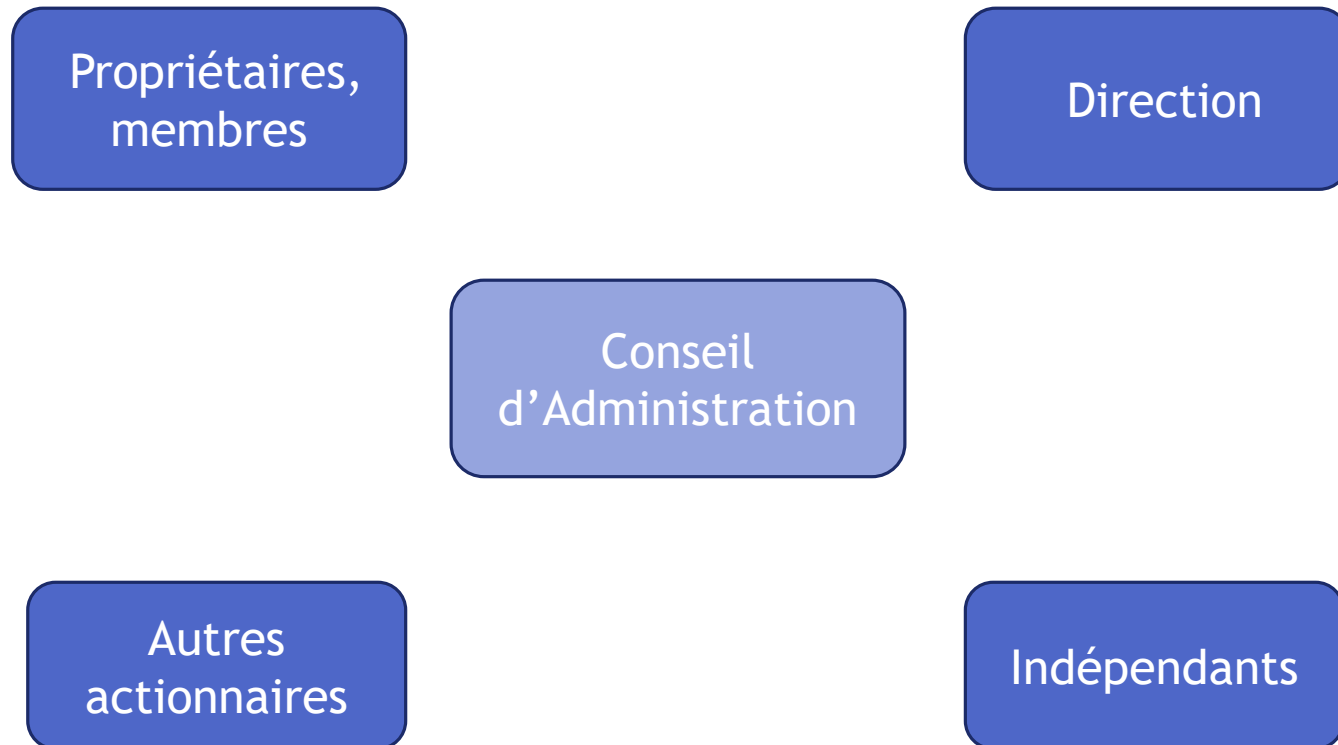 Propriétaires,
membres
Direction
Conseil
d’Administration
Autres
actionnaires
Indépendants